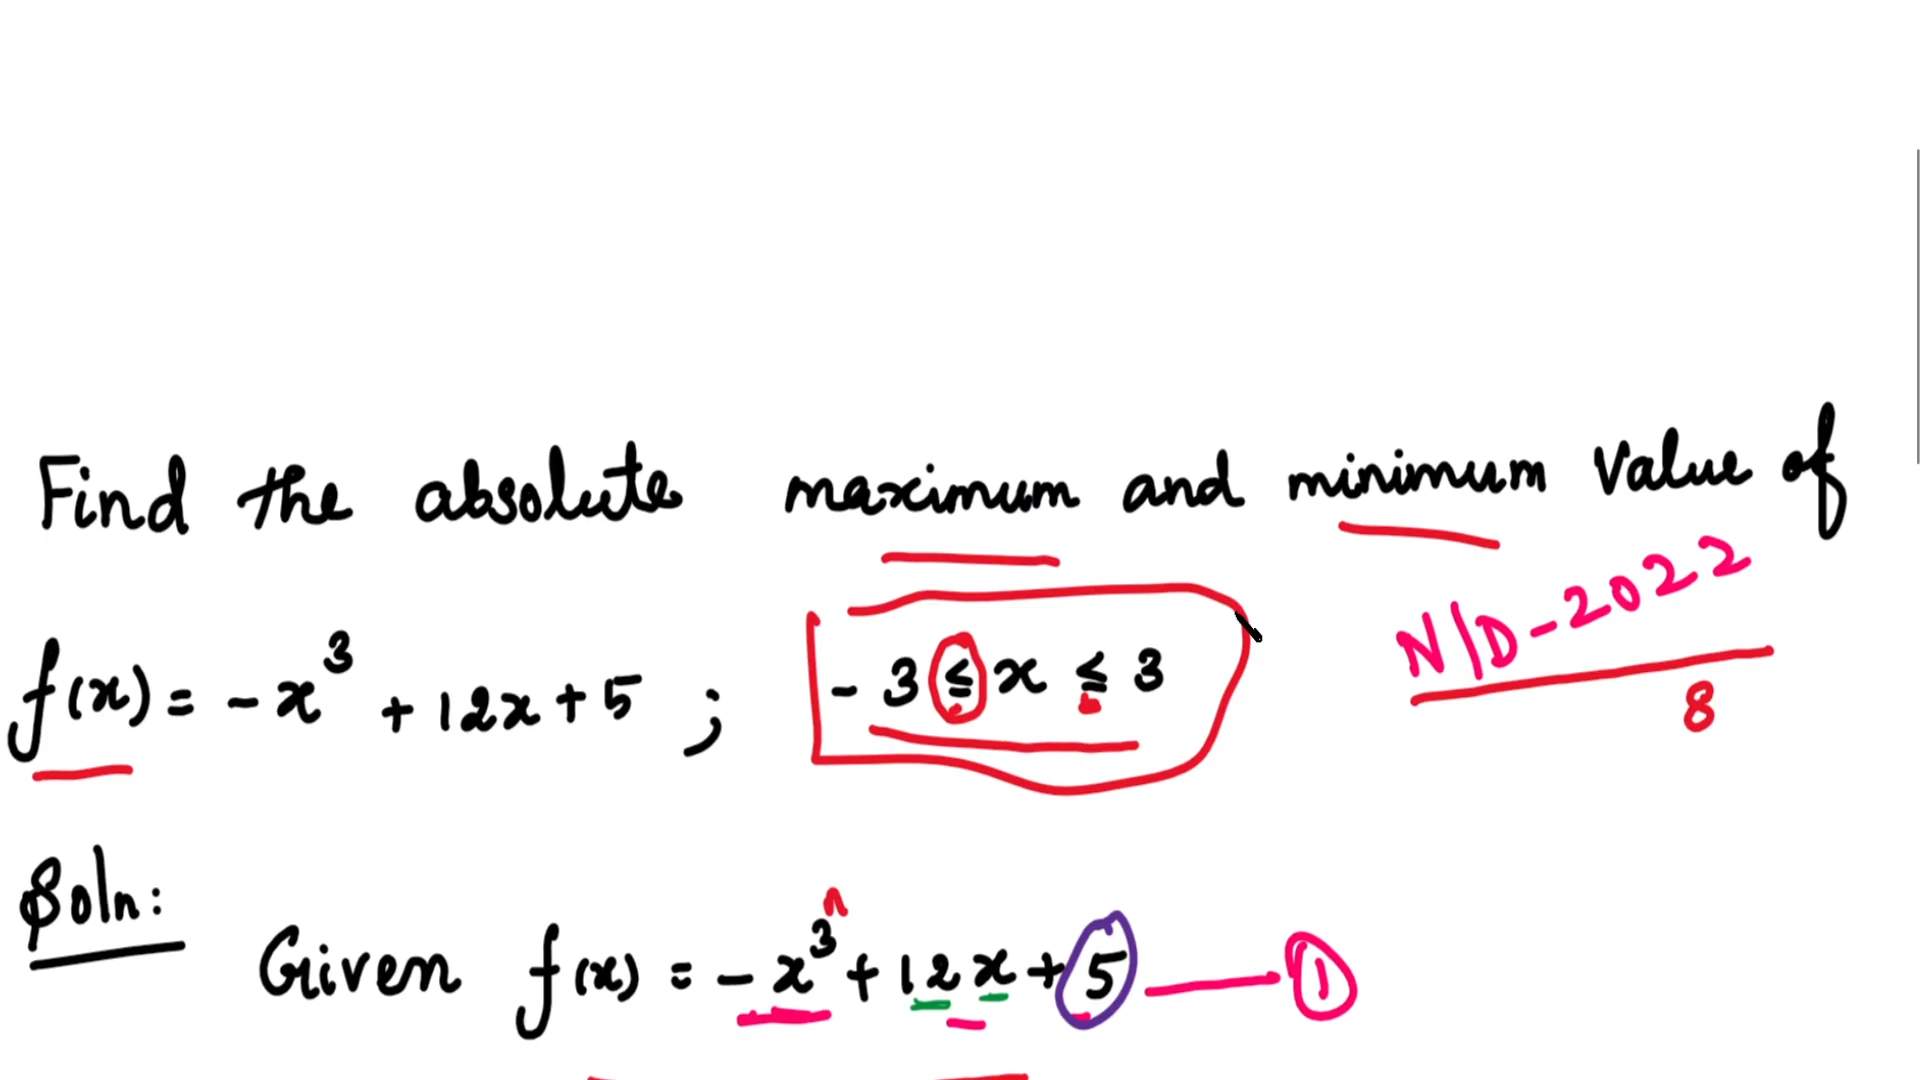 Find the absolute maximum and minimum value of
f(x) = -x³ + 12x + 5 ; -3 ≤ x ≤ 3
N/D-2022
8
Soln:
Given f(x) = -x³ + 12x + 5 —— ①
n